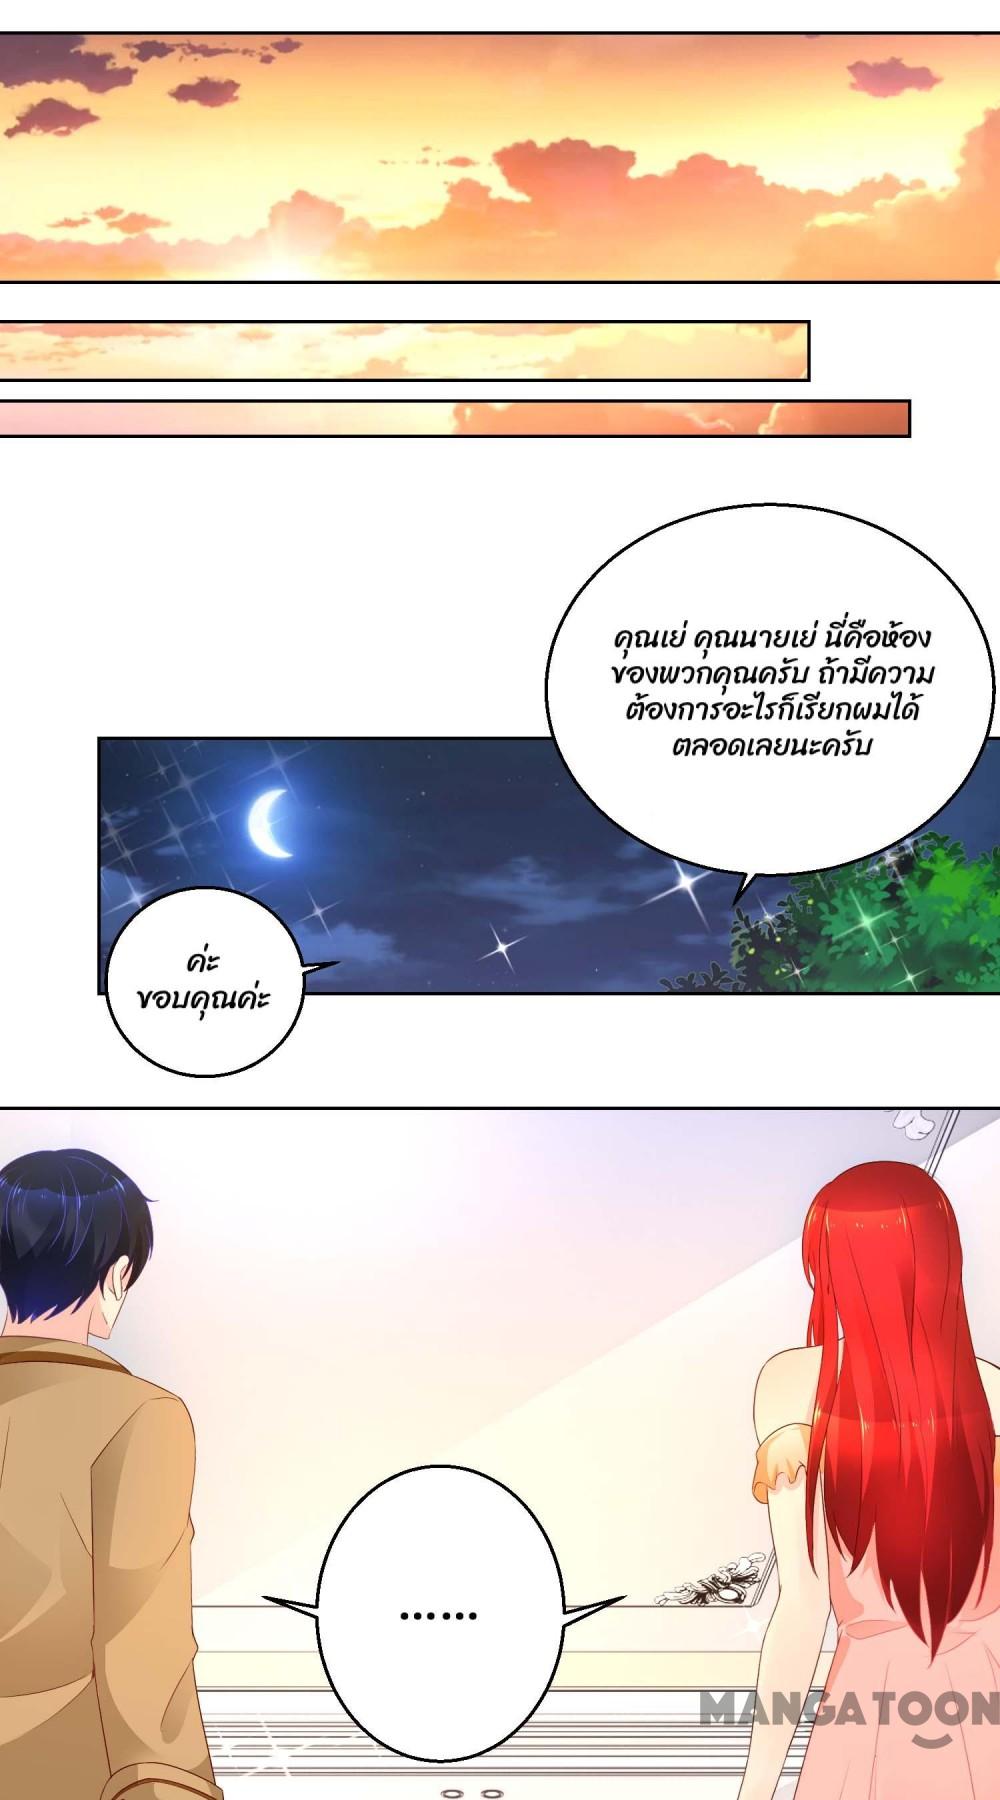 คุณเย่ คุณนายเย่ นี่คือห้อง
ของพวกคุณครับ ถ้ามีความ
ต้องการอะไรก็เรียกผมได้
ตลอดเลยนะครับ
ค่ะ
ขอบคุณค่ะ
......
MANGATOON